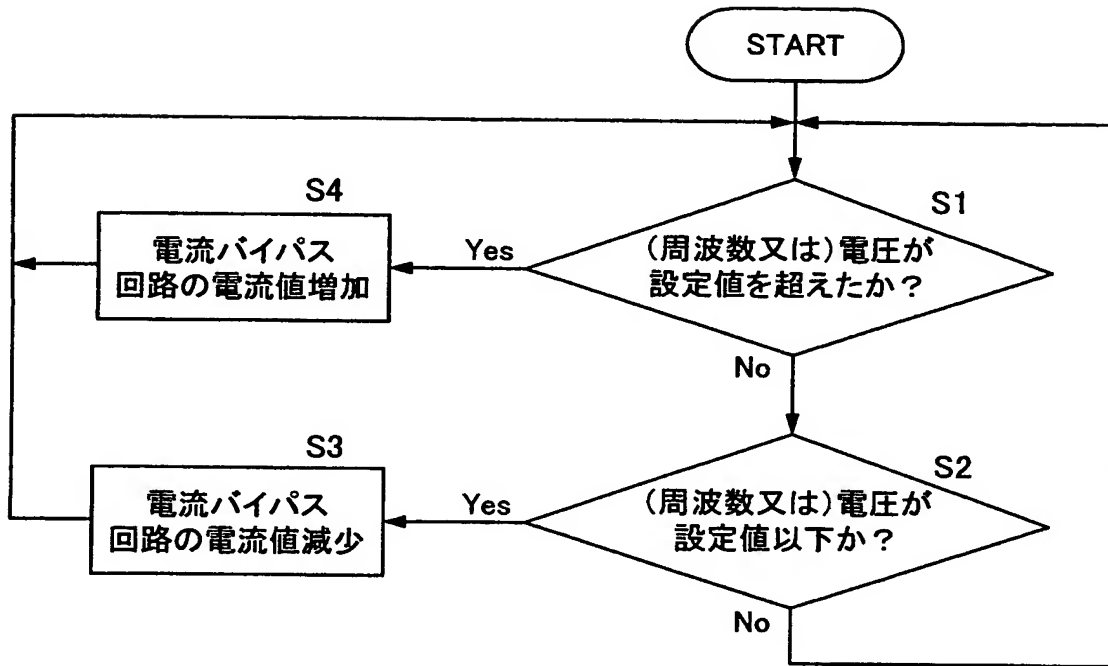 START
S1
(周波数又は)電圧が
設定値を超えたか?
Yes
No
S4
電流バイパス
回路の電流値増加
S2
(周波数又は)電圧が
設定値以下か?
Yes
No
S3
電流バイパス
回路の電流値減少